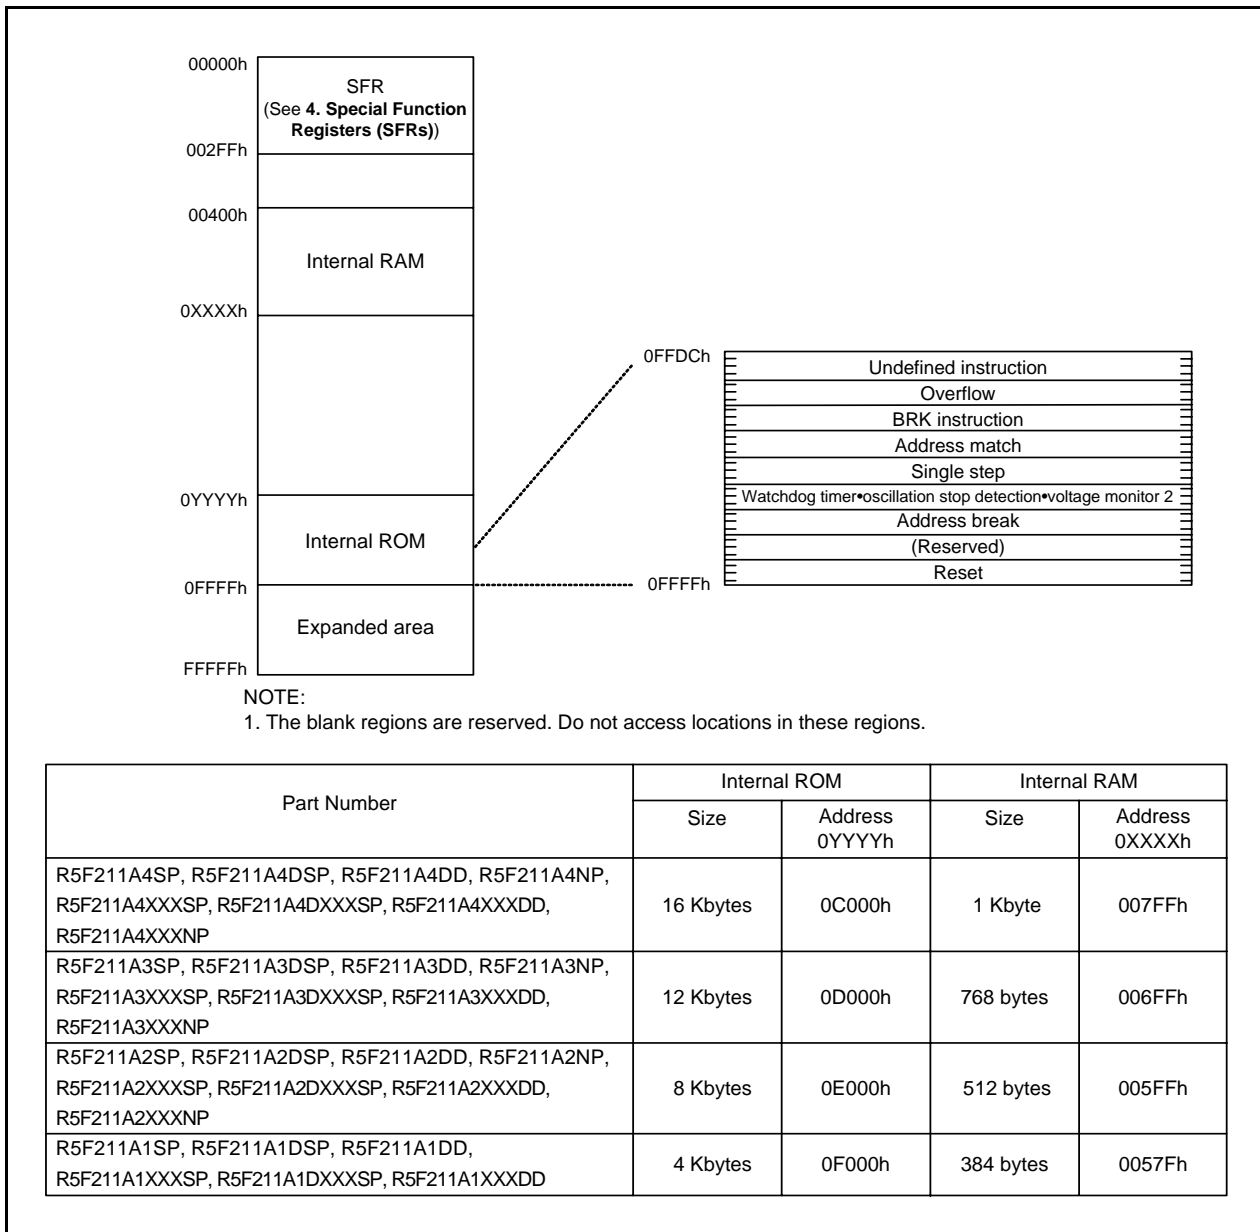 00000h
SFR
(See 4. Special Function
Registers (SFRs))
002FFh
00400h
Internal RAM
0XXXXh
0YYYYh
Internal ROM
0FFFFh
Expanded area
FFFFFh
0FFDCh
Undefined instruction
Overflow
BRK instruction
Address match
Single step
Watchdog timer•oscillation stop detection•voltage monitor 2
Address break
(Reserved)
Reset
0FFFFh
NOTE:
1. The blank regions are reserved. Do not access locations in these regions.
Part Number
Internal ROM
Internal RAM
Size
Address
0YYYYh
Size
Address
0XXXXh
R5F211A4SP, R5F211A4DSP, R5F211A4DD, R5F211A4NP,
R5F211A4XXXSP, R5F211A4DXXXSP, R5F211A4XXXDD,
R5F211A4XXXNP
16 Kbytes
0C000h
1 Kbyte
007FFh
R5F211A3SP, R5F211A3DSP, R5F211A3DD, R5F211A3NP,
R5F211A3XXXSP, R5F211A3DXXXSP, R5F211A3XXXDD,
R5F211A3XXXNP
12 Kbytes
0D000h
768 bytes
006FFh
R5F211A2SP, R5F211A2DSP, R5F211A2DD, R5F211A2NP,
R5F211A2XXXSP, R5F211A2DXXXSP, R5F211A2XXXDD,
R5F211A2XXXNP
8 Kbytes
0E000h
512 bytes
005FFh
R5F211A1SP, R5F211A1DSP, R5F211A1DD,
R5F211A1XXXSP, R5F211A1DXXXSP, R5F211A1XXXDD
4 Kbytes
0F000h
384 bytes
0057Fh